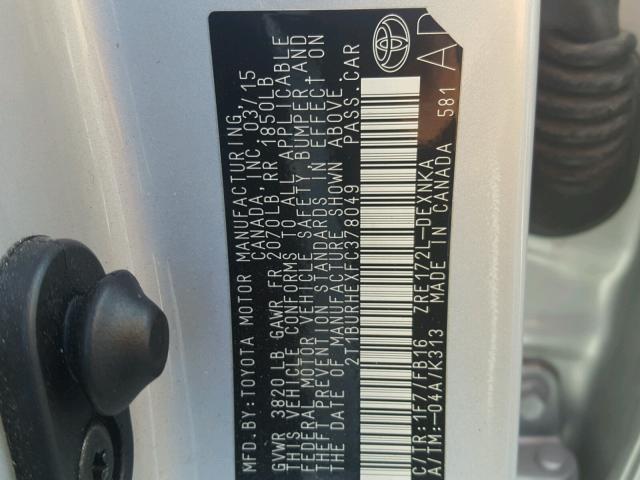 MFD.BY:-TOYOTA MOTOR MANUFACTURING,
CANADA, INC. 03/15
GVWR 3820LB GAWR FR 2070LB, RR 1850LB
THIS VEHICLE CONFORMS TO ALL APPLICABLE
FEDERAL MOTOR VEHICLE SAFETY, BUMPER, AND
THEFT PREVENTION STANDARDS IN EFFECT ON
THE DATE OF MANUFACTURE SHOWN ABOVE.
2T1BURHEXFC378049 PASS.CAR
C/TR:1F7/FB16 ZRE172L-DEXNKA
A/TM:-04A/K313 MADE IN CANADA 581